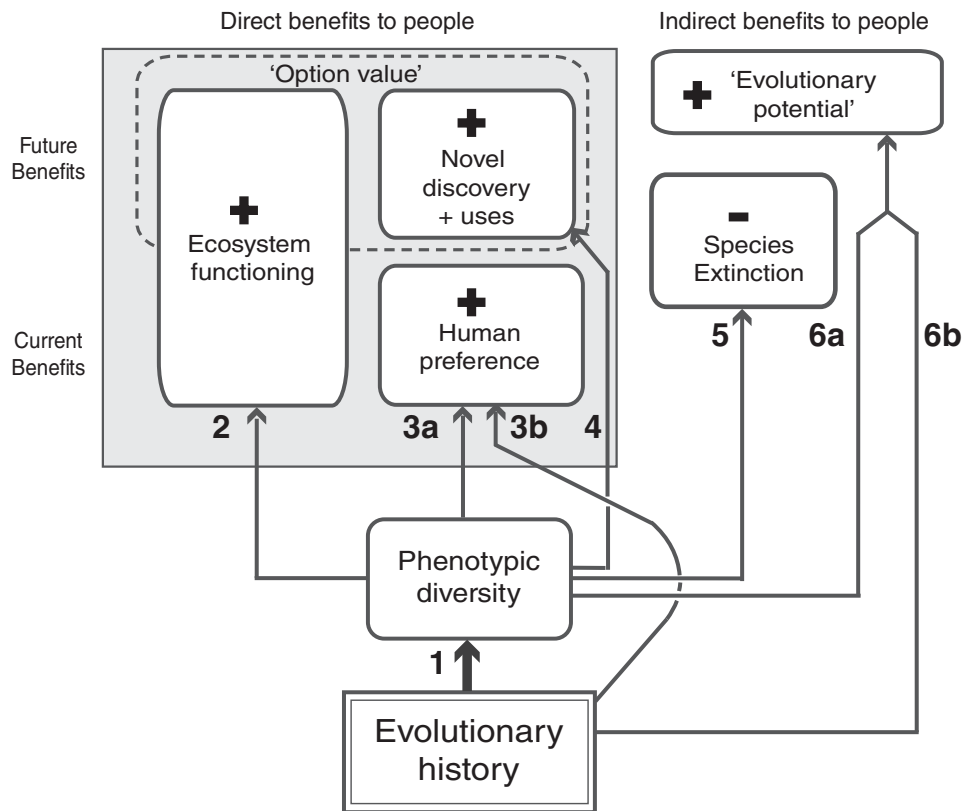 Direct benefits to people
Indirect benefits to people
‘Option value’
Future
Benefits
+
Novel
discovery
+ uses
+
Ecosystem
functioning
+
‘Evolutionary
potential’
-
Species
Extinction
Current
Benefits
+
Human
preference
2
3a
3b
4
5
6a
6b
Phenotypic
diversity
1
Evolutionary
history